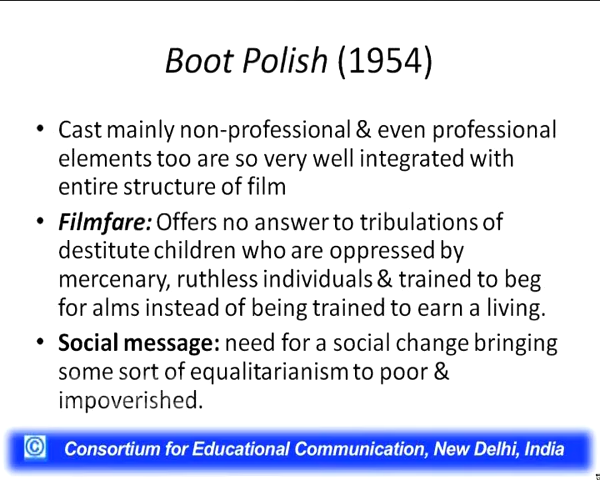 Boot Polish (1954)
• Cast mainly non-professional & even professional
elements too are so very well integrated with
entire structure of film
• Filmfare: Offers no answer to tribulations of
destitute children who are oppressed by
mercenary, ruthless individuals & trained to beg
for alms instead of being trained to earn a living.
• Social message: need for a social change bringing
some sort of equalitarianism to poor &
impoverished.
© Consortium for Educational Communication, New Delhi, India